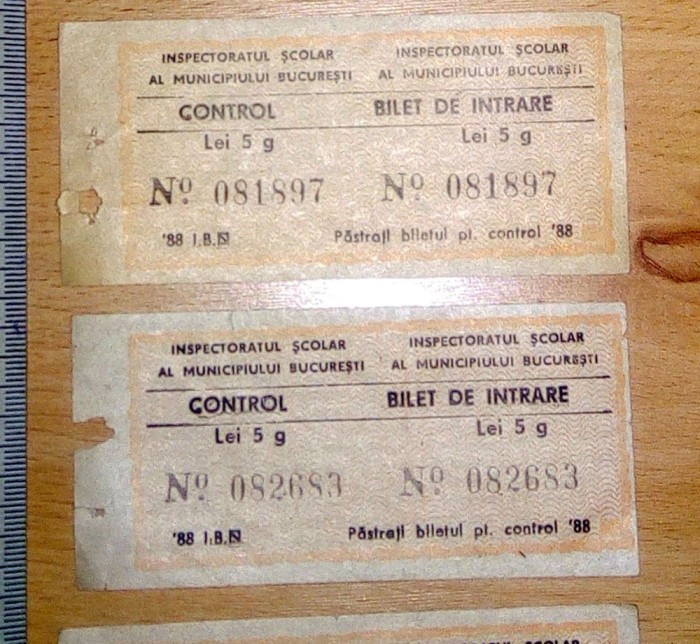 INSPECTORATUL ŞCOLAR INSPECTORATUL ŞCOLAR
AL MUNICIPIULUI BUCUREŞTI AL MUNICIPIULUI BUCUREŞTI
CONTROL BILET DE INTRARE
Lei 5 g Lei 5 g
Nº 081897 Nº 081897
'88 I.B. Păstraţi biletul pt. control '88
INSPECTORATUL ŞCOLAR INSPECTORATUL ŞCOLAR
AL MUNICIPIULUI BUCUREŞTI AL MUNICIPIULUI BUCUREŞTI
CONTROL BILET DE INTRARE
Lei 5 g Lei 5 g
Nº 082683 Nº 082683
'88 I.B. Păstraţi biletul pt. control '88